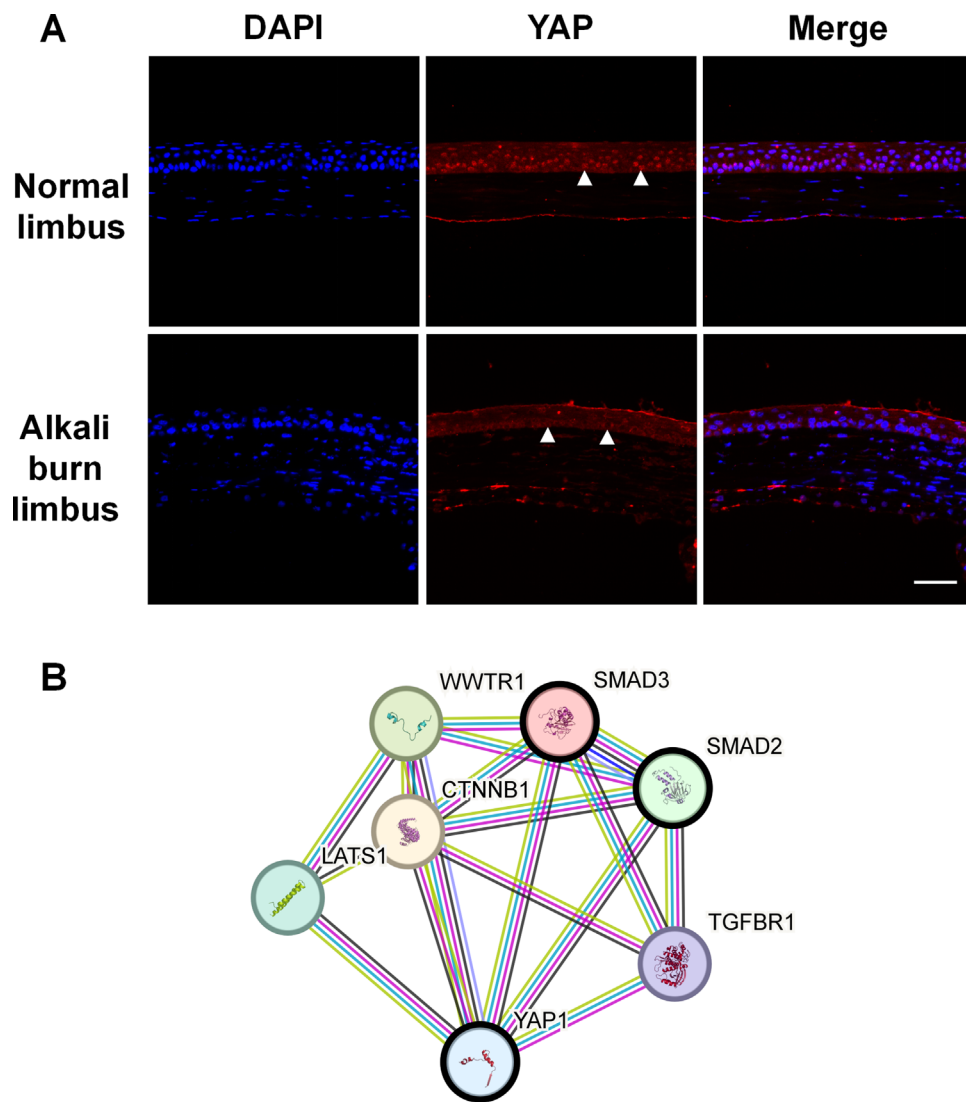 A
DAPI
YAP
Merge
Normal
limbus
Alkali
burn
limbus
B
WWTR1
SMAD3
SMAD2
CTNNB1
LATS1
TGFBR1
YAP1